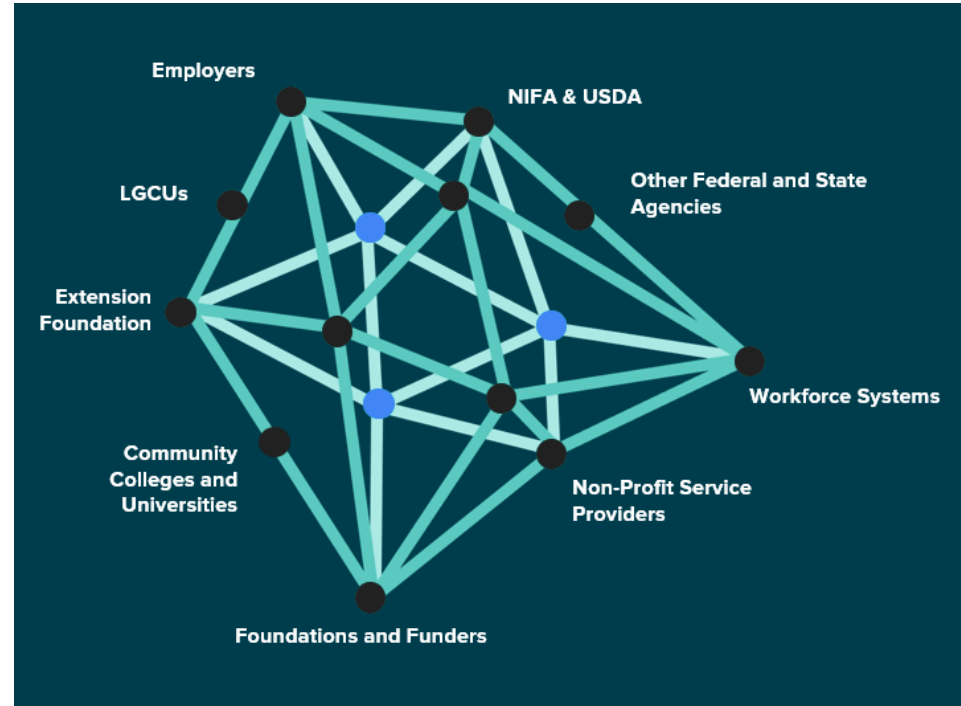 Employers
NIFA & USDA
Other Federal and State
Agencies
LGCUs
Extension
Foundation
Workforce Systems
Community
Colleges and
Universities
Non-Profit Service
Providers
Foundations and Funders